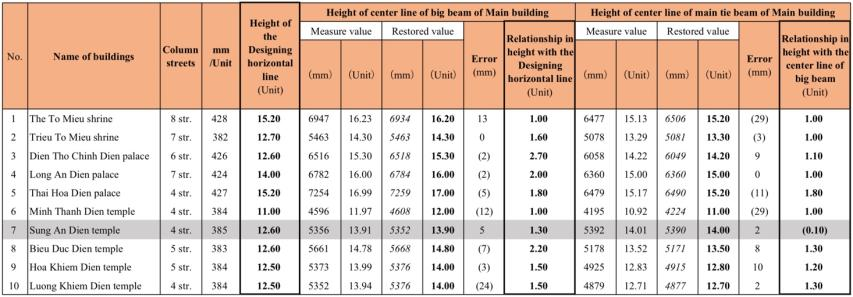 No. Name of buildings Column streets mm /Unit Height of the Designing horizontal line (Unit) Height of center line of big beam of Main building Height of center line of main tie beam of Main building
Measure value Restored value Error (mm) Relationship in height with the Designing horizontal line (Unit) Measure value Restored value Error (mm) Relationship in height with the center line of big beam (Unit)
(mm) (Unit) (mm) (Unit) (mm) (Unit) (mm) (Unit)
1 The To Mieu shrine 8 str. 428 15.20 6947 16.23 6934 16.20 13 1.00 6477 15.13 6506 15.20 (29) 1.00
2 Trieu To Mieu shrine 7 str. 382 12.70 5463 14.30 5463 14.30 0 1.60 5078 13.29 5081 13.30 (3) 1.00
3 Dien Tho Chinh Dien palace 6 str. 426 12.60 6516 15.30 6518 15.30 (2) 2.70 6058 14.22 6049 14.20 9 1.10
4 Long An Dien palace 7 str. 424 14.00 6782 16.00 6784 16.00 (2) 2.00 6360 15.00 6360 15.00 0 1.00
5 Thai Hoa Dien palace 4 str. 427 15.20 7254 16.99 7259 17.00 (5) 1.80 6479 15.17 6490 15.20 (11) 1.80
6 Minh Thanh Dien temple 4 str. 384 11.00 4596 11.97 4608 12.00 (12) 1.00 4195 10.92 4224 11.00 (29) 1.00
7 Sung An Dien temple 4 str. 385 12.60 5356 13.91 5352 13.90 5 1.30 5392 14.01 5390 14.00 2 (0.10)
8 Bieu Duc Dien temple 5 str. 383 12.60 5661 14.78 5668 14.80 (7) 2.20 5178 13.52 5171 13.50 8 1.30
9 Hoa Khiem Dien temple 5 str. 384 12.50 5373 13.99 5376 14.00 (3) 1.50 4925 12.83 4915 12.80 10 1.20
10 Luong Khiem Dien temple 4 str. 384 12.50 5352 13.94 5376 14.00 (24) 1.50 4879 12.71 4877 12.70 2 1.30